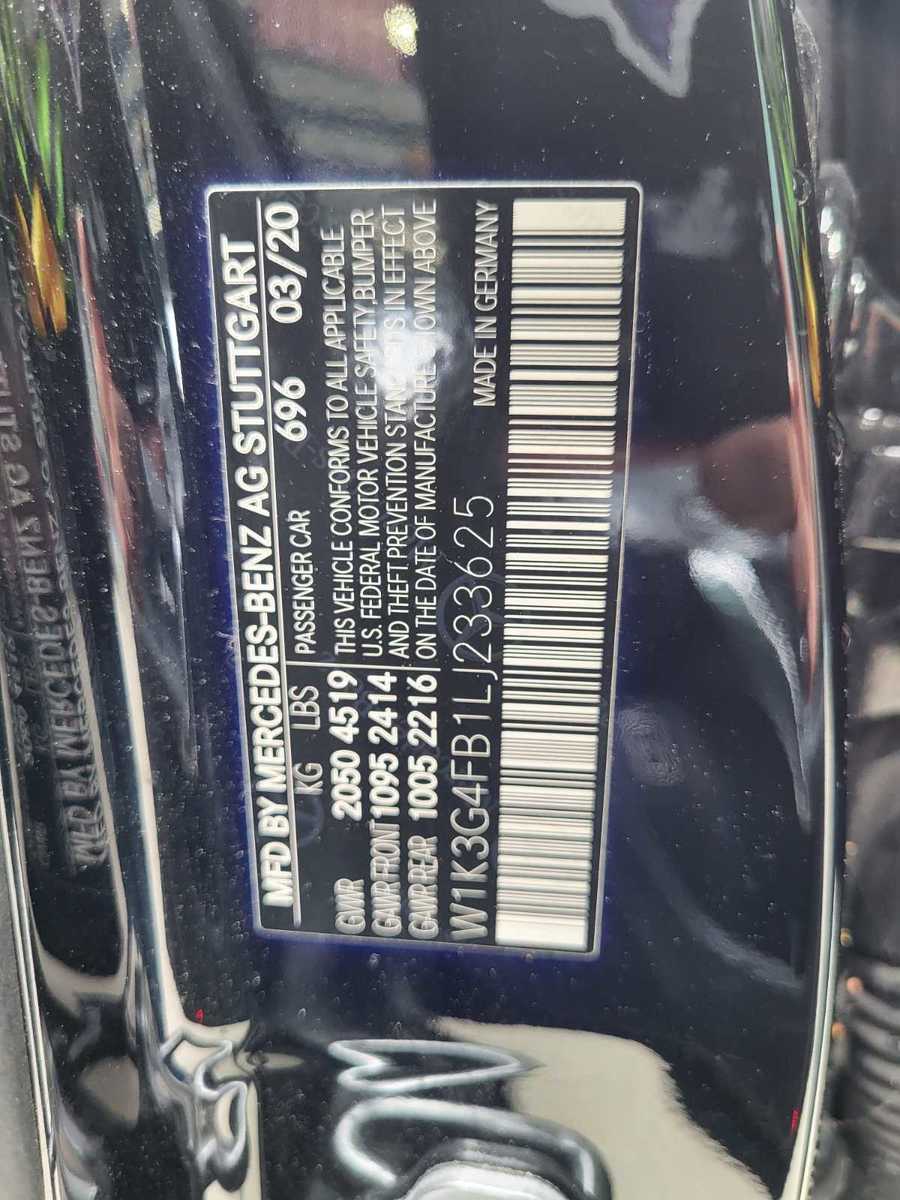 MFD BY MERCEDES-BENZ AG STUTTGART
KG LBS PASSENGER CAR 696 03/20
GVWR 2050 4519 THIS VEHICLE CONFORMS TO ALL APPLICABLE
GAWR FRONT 1095 2414 U.S. FEDERAL MOTOR VEHICLE SAFETY, BUMPER
GAWR REAR 1005 2216 AND THEFT PREVENTION STANDARDS IN EFFECT
ON THE DATE OF MANUFACTURE SHOWN ABOVE
W1K3G4FB1LJ233625 MADE IN GERMANY